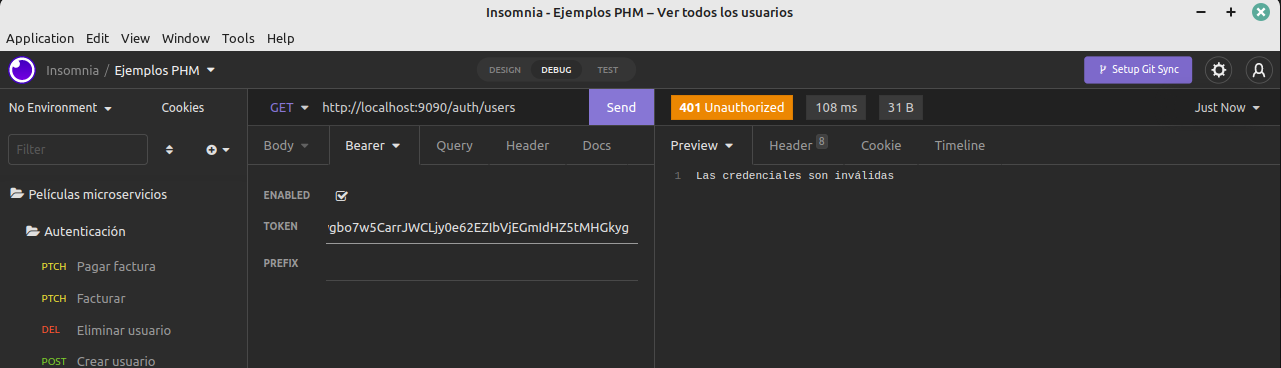 Insomnia - Ejemplos PHM – Ver todos los usuarios
Application Edit View Window Tools Help
Insomnia / Ejemplos PHM
DESIGN DEBUG TEST
Setup Git Sync
No Environment Cookies
Filter
Películas microservicios
Autenticación
PTCH Pagar factura
PTCH Facturar
DEL Eliminar usuario
POST Crear usuario
GET http://localhost:9090/auth/users Send
Body Bearer Query Header Docs
ENABLED
TOKEN gbo7w5CarrJWCLjy0e62EZIbVjEGmIdHZ5tMHGkyg
PREFIX
401 Unauthorized 108 ms 31 B Just Now
Preview Header 8 Cookie Timeline
1 Las credenciales son inválidas